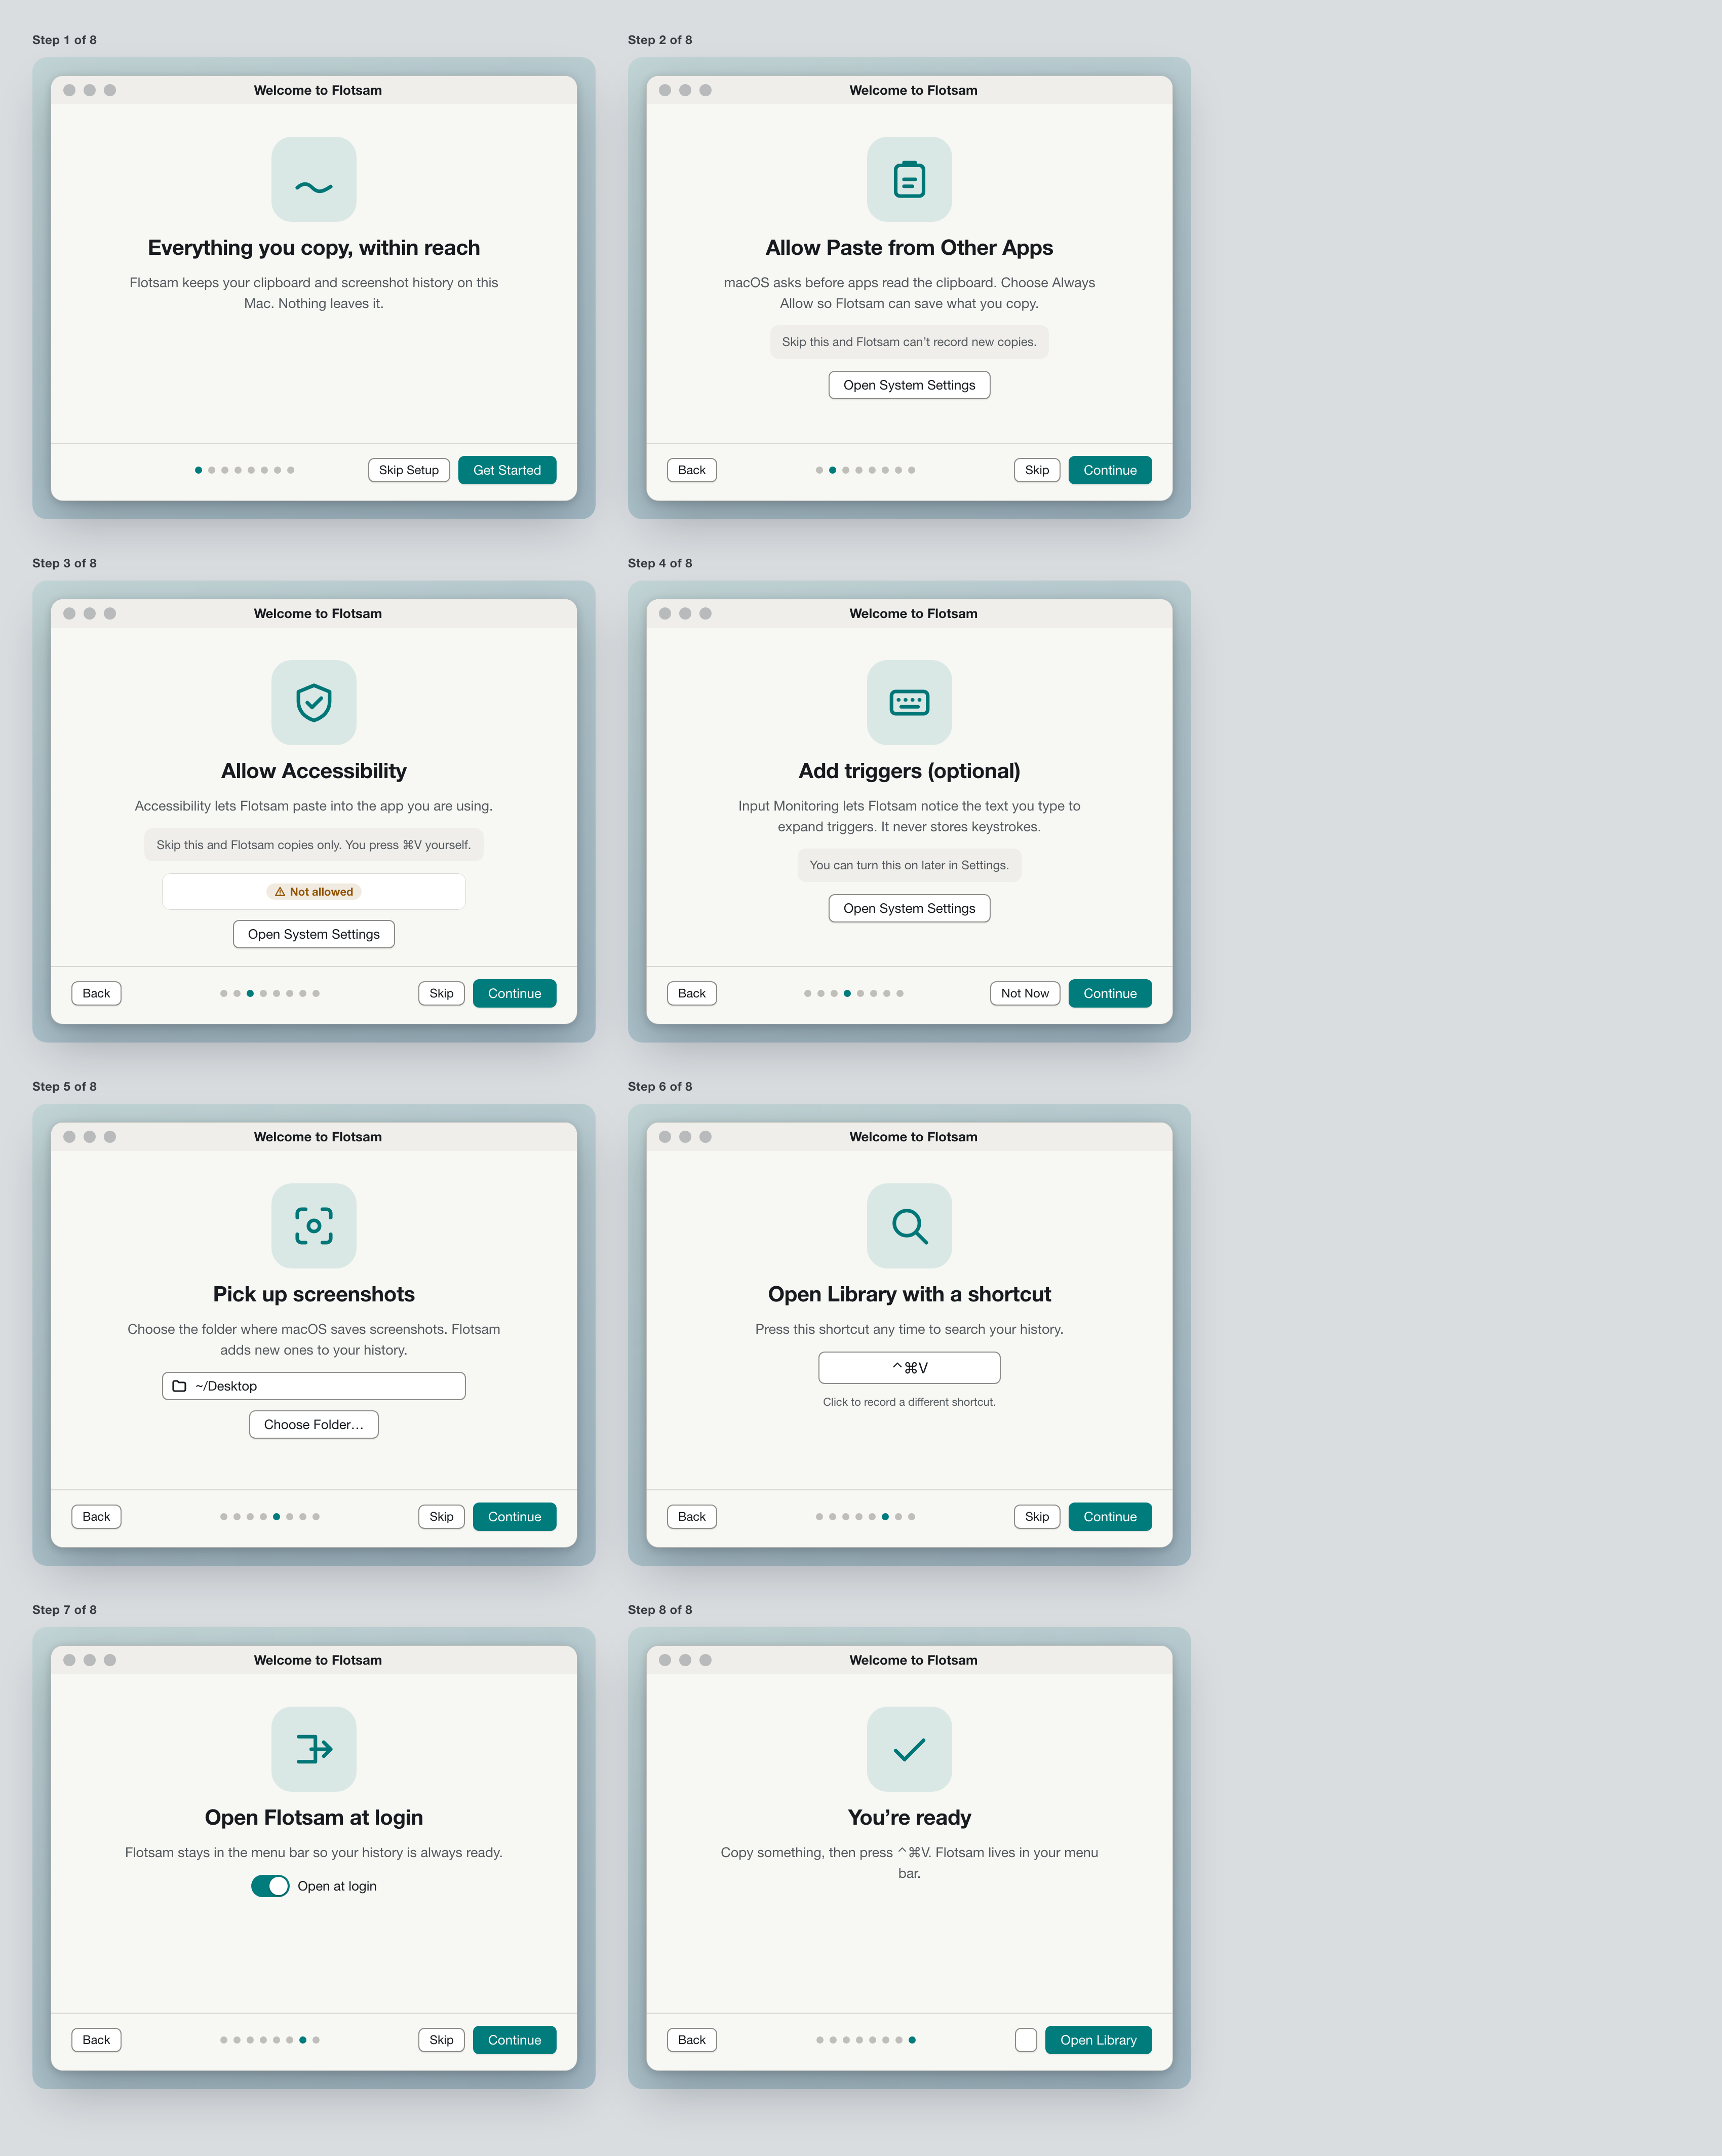 Step 1 of 8
Welcome to Flotsam
Everything you copy, within reach
Flotsam keeps your clipboard and screenshot history on this
Mac. Nothing leaves it.
Skip Setup
Get Started
Step 2 of 8
Welcome to Flotsam
Allow Paste from Other Apps
macOS asks before apps read the clipboard. Choose Always
Allow so Flotsam can save what you copy.
Skip this and Flotsam can't record new copies.
Open System Settings
Back
Skip
Continue
Step 3 of 8
Welcome to Flotsam
Allow Accessibility
Accessibility lets Flotsam paste into the app you are using.
Skip this and Flotsam copies only. You press ⌘V yourself.
Not allowed
Open System Settings
Back
Skip
Continue
Step 4 of 8
Welcome to Flotsam
Add triggers (optional)
Input Monitoring lets Flotsam notice the text you type to
expand triggers. It never stores keystrokes.
You can turn this on later in Settings.
Open System Settings
Back
Not Now
Continue
Step 5 of 8
Welcome to Flotsam
Pick up screenshots
Choose the folder where macOS saves screenshots. Flotsam
adds new ones to your history.
~/Desktop
Choose Folder…
Back
Skip
Continue
Step 6 of 8
Welcome to Flotsam
Open Library with a shortcut
Press this shortcut any time to search your history.
⌃⌘V
Click to record a different shortcut.
Back
Skip
Continue
Step 7 of 8
Welcome to Flotsam
Open Flotsam at login
Flotsam stays in the menu bar so your history is always ready.
Open at login
Back
Skip
Continue
Step 8 of 8
Welcome to Flotsam
You're ready
Copy something, then press ⌃⌘V. Flotsam lives in your menu
bar.
Back
Open Library